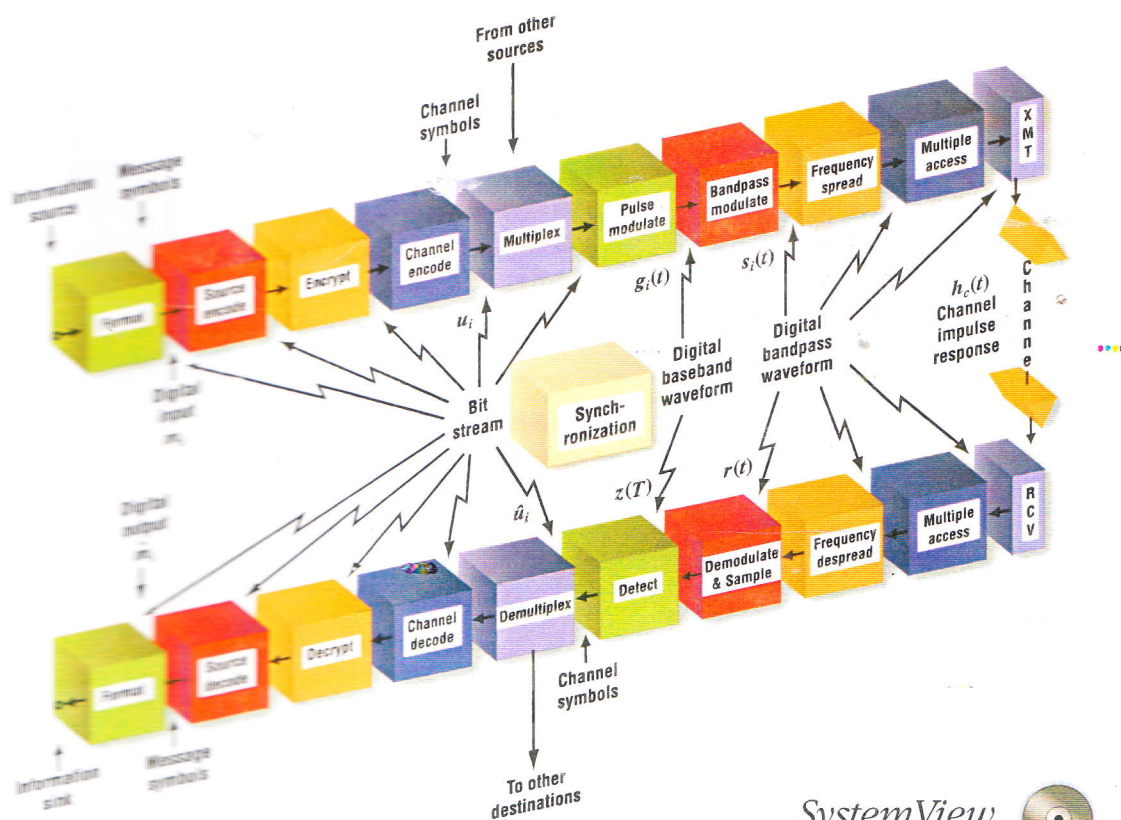 From other
sources
Channel
symbols
Message
symbols
Information
source
XMT
Multiple
access
Frequency
spread
Bandpass
modulate
Pulse
modulate
Multiplex
Channel
encode
Encrypt
Source
encode
Format
Digital
input
u_i
g_i(t)
s_i(t)
h_c(t)
Channel
impulse
response
Channel
Digital
bandpass
waveform
Digital
baseband
waveform
Bit
stream
Synch-
ronization
Digital
output
û_i
z(T)
r(t)
RCV
Multiple
access
Frequency
despread
Demodulate
& Sample
Detect
Demultiplex
Channel
decode
Decrypt
Source
decode
Format
Channel
symbols
Message
symbols
Information
sink
To other
destinations
SystemView